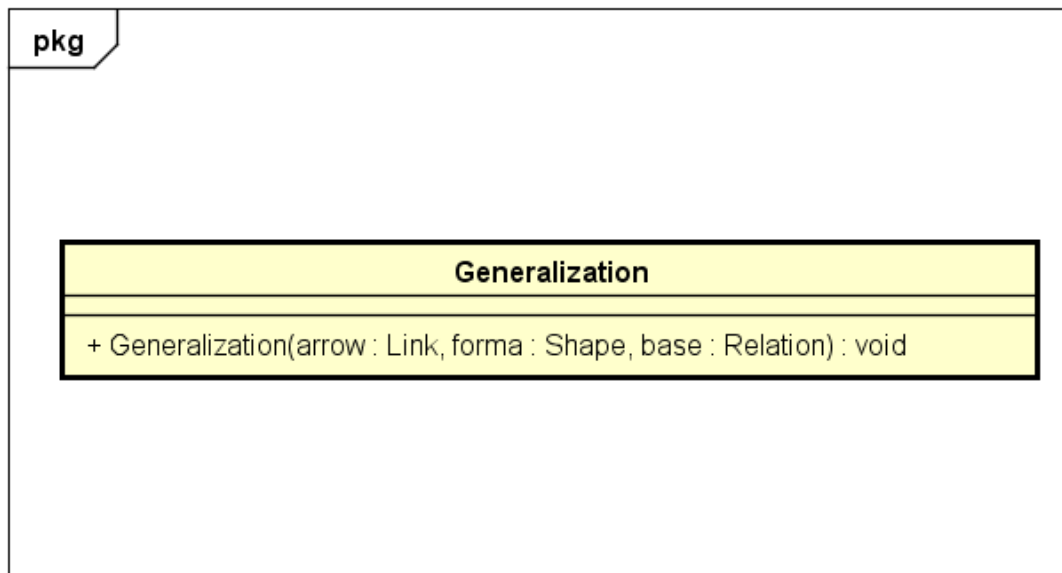 pkg
Generalization
+ Generalization(arrow : Link, forma : Shape, base : Relation) : void